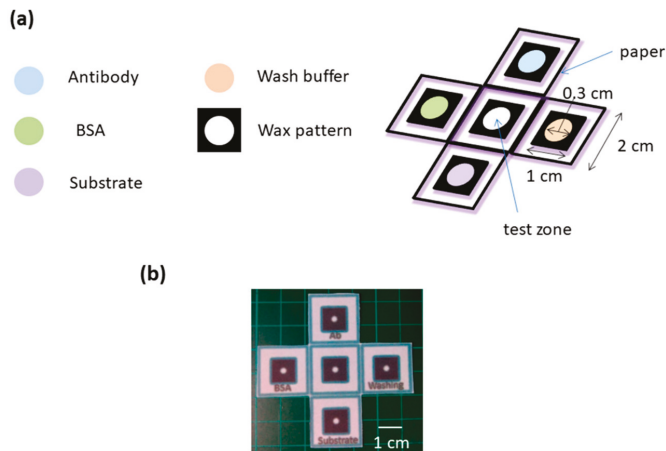 (a)
Antibody
BSA
Substrate
Wash buffer
Wax pattern
paper
0,3 cm
2 cm
1 cm
test zone
(b)
Ab
BSA
Washing
Substrate
1 cm